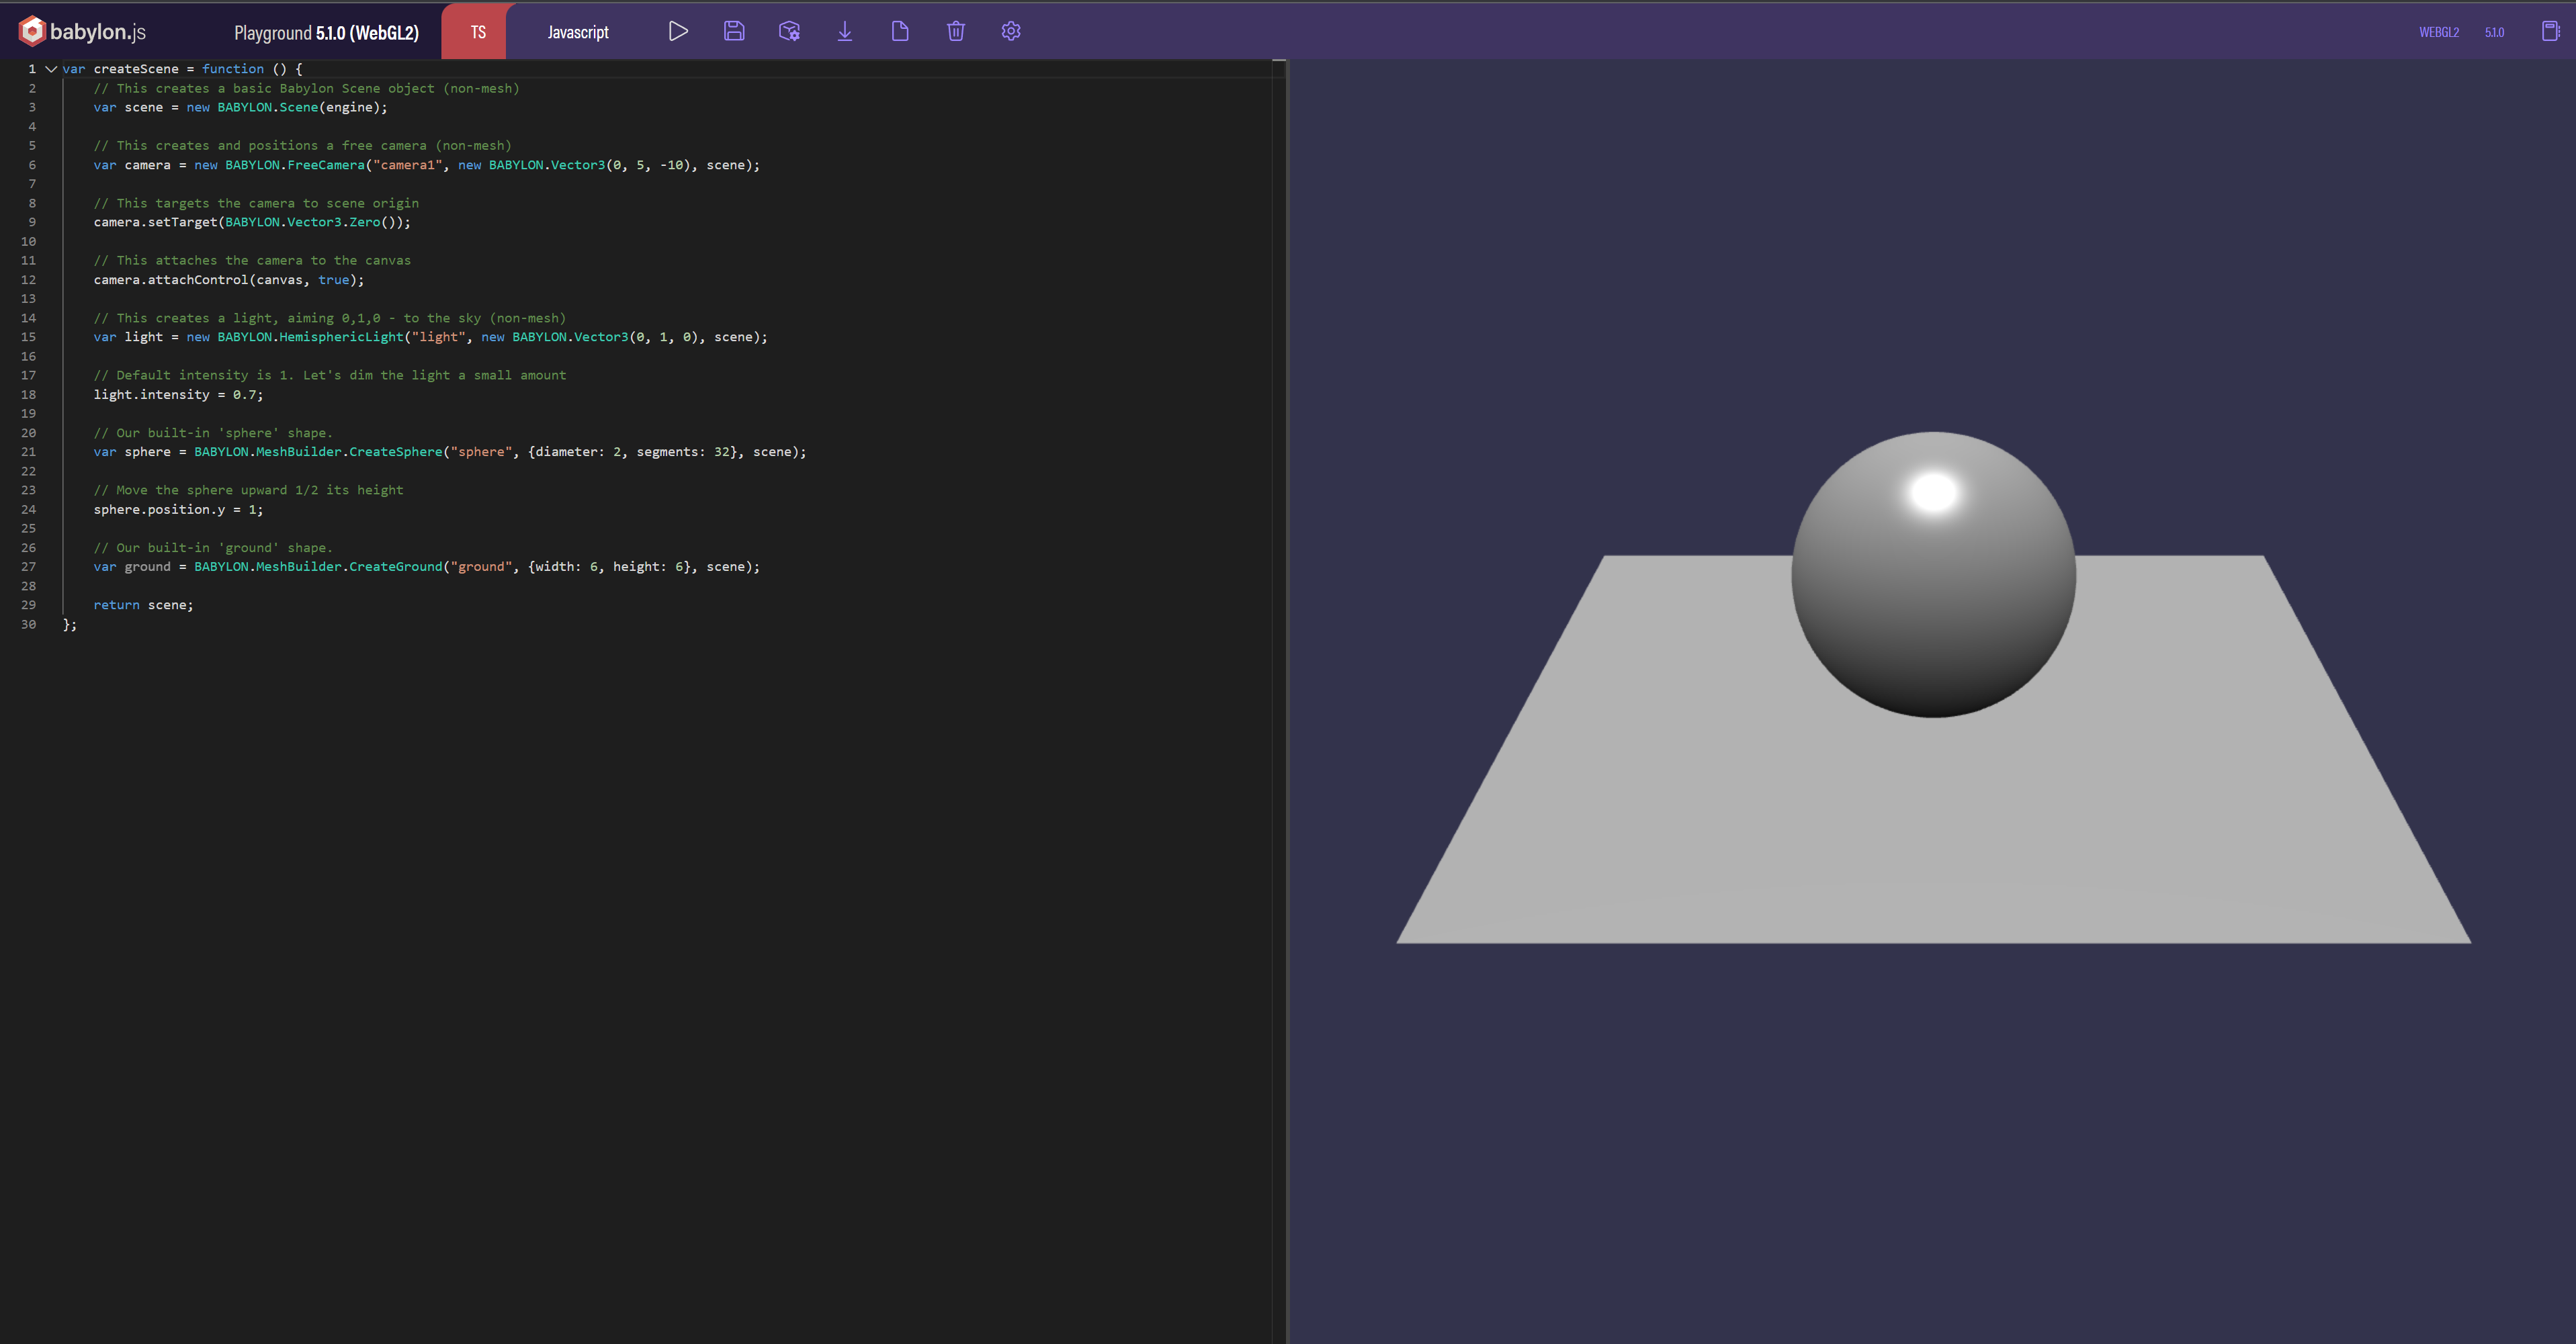 babylon.js Playground 5.1.0 (WebGL2) TS Javascript WEBGL2 5.1.0
1 var createScene = function () {
2 // This creates a basic Babylon Scene object (non-mesh)
3 var scene = new BABYLON.Scene(engine);
4
5 // This creates and positions a free camera (non-mesh)
6 var camera = new BABYLON.FreeCamera("camera1", new BABYLON.Vector3(0, 5, -10), scene);
7
8 // This targets the camera to scene origin
9 camera.setTarget(BABYLON.Vector3.Zero());
10
11 // This attaches the camera to the canvas
12 camera.attachControl(canvas, true);
13
14 // This creates a light, aiming 0,1,0 - to the sky (non-mesh)
15 var light = new BABYLON.HemisphericLight("light", new BABYLON.Vector3(0, 1, 0), scene);
16
17 // Default intensity is 1. Let's dim the light a small amount
18 light.intensity = 0.7;
19
20 // Our built-in 'sphere' shape.
21 var sphere = BABYLON.MeshBuilder.CreateSphere("sphere", {diameter: 2, segments: 32}, scene);
22
23 // Move the sphere upward 1/2 its height
24 sphere.position.y = 1;
25
26 // Our built-in 'ground' shape.
27 var ground = BABYLON.MeshBuilder.CreateGround("ground", {width: 6, height: 6}, scene);
28
29 return scene;
30 };